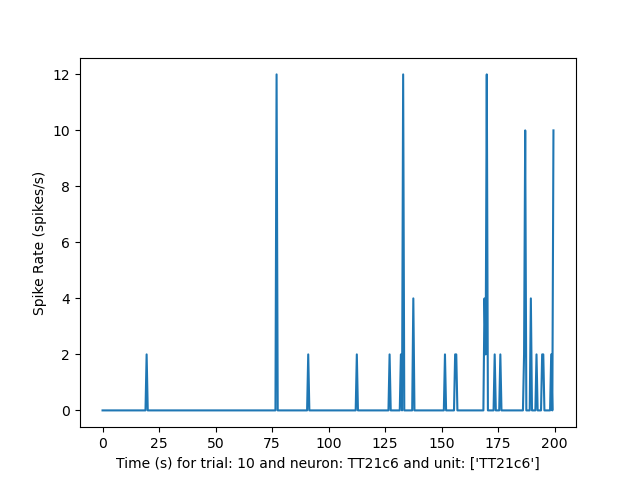 12
10
8
6
4
2
0
Spike Rate (spikes/s)
0 25 50 75 100 125 150 175 200
Time (s) for trial: 10 and neuron: TT21c6 and unit: ['TT21c6']